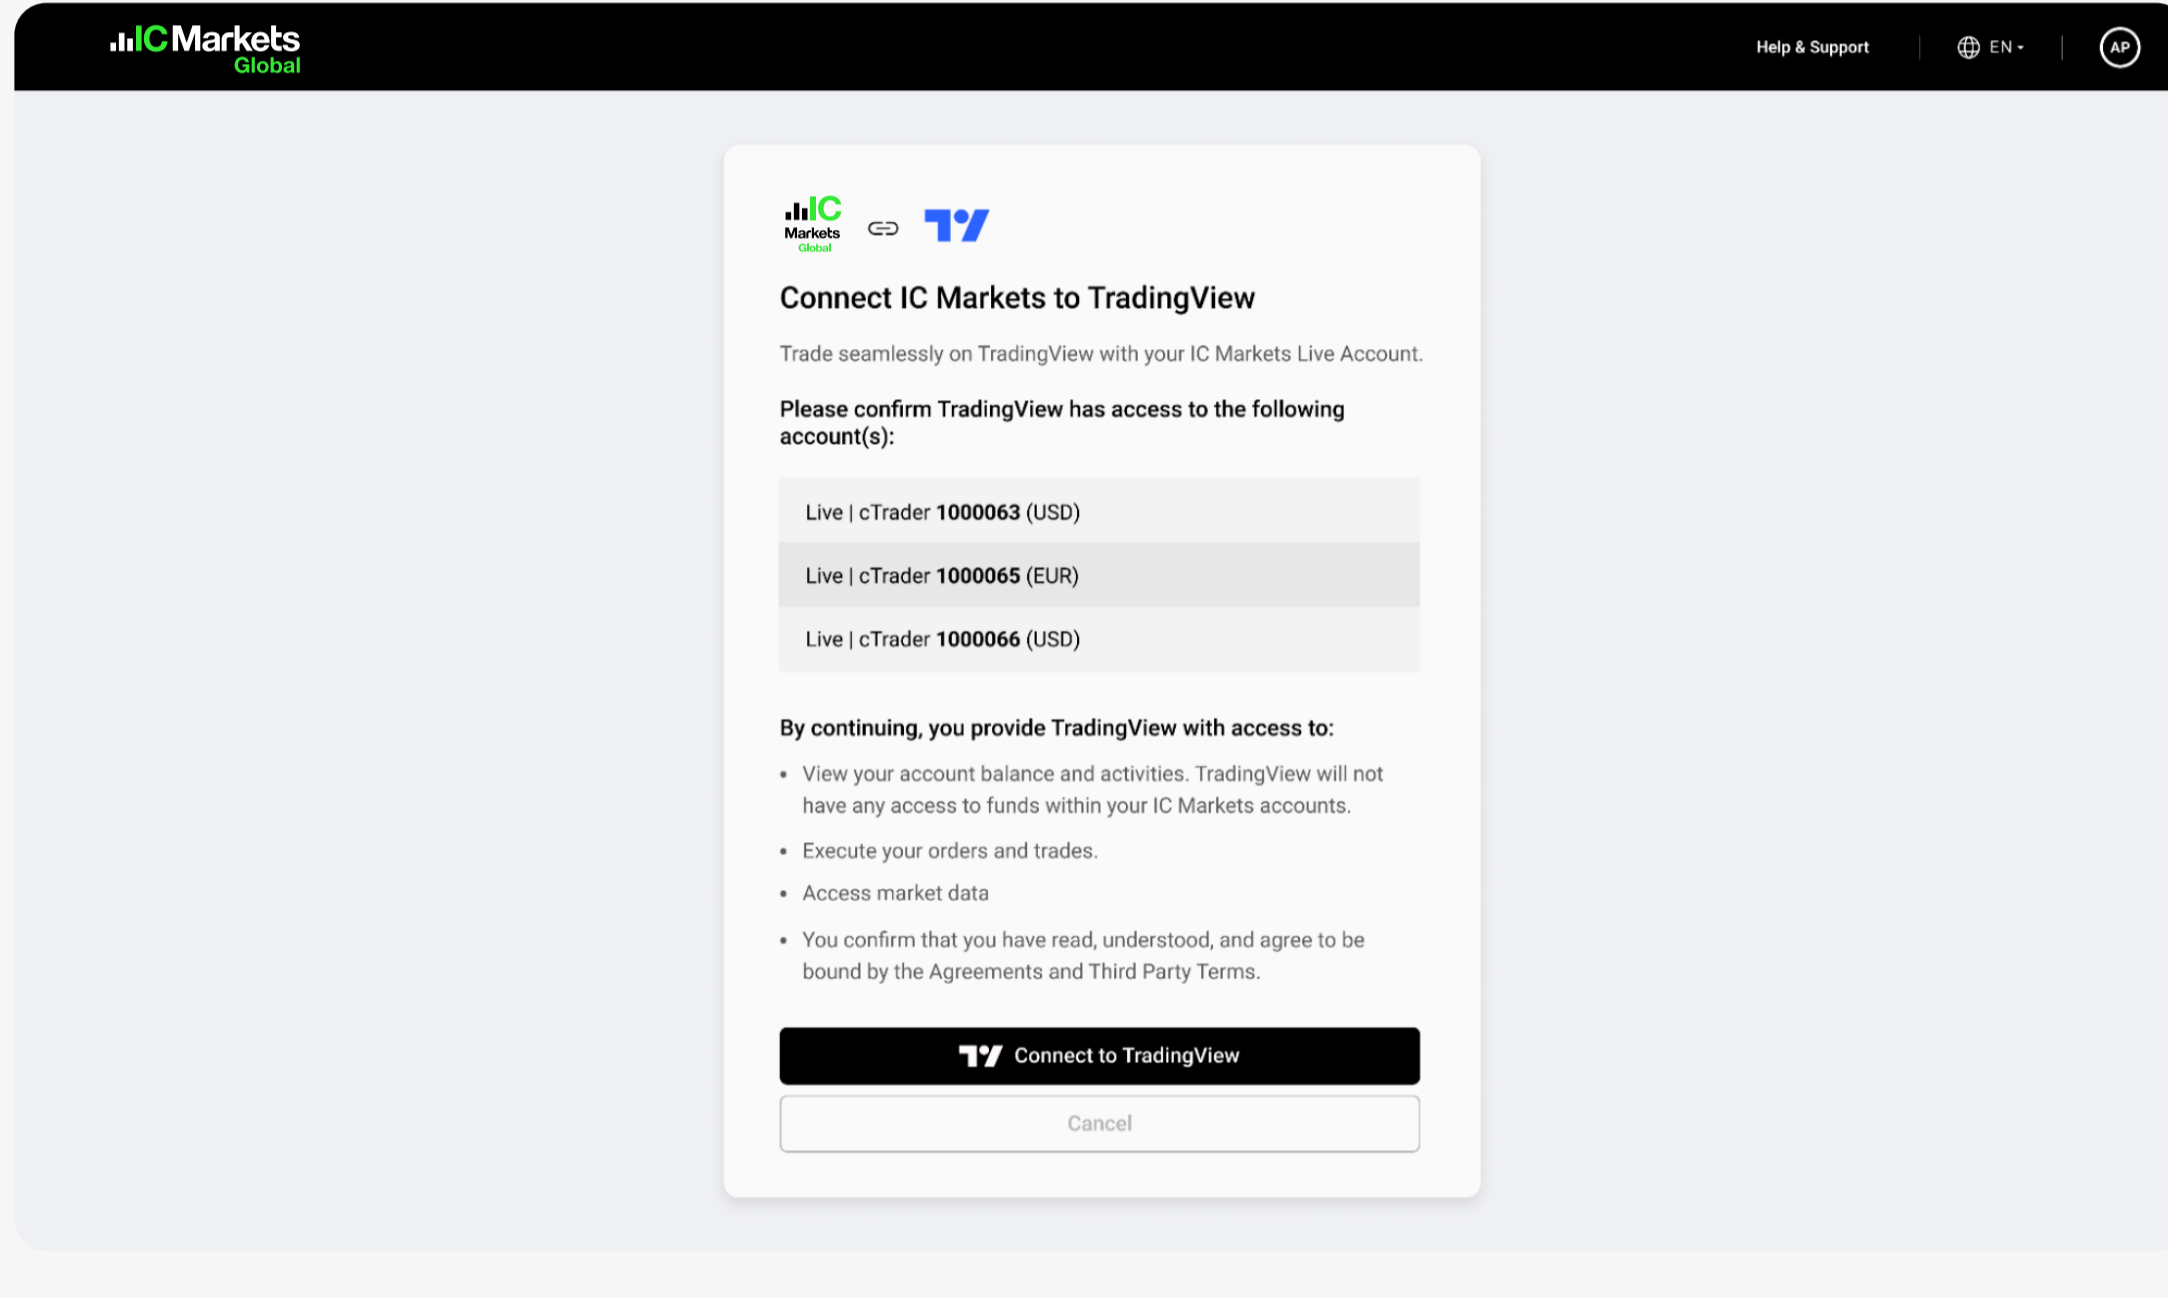 IC Markets
Global
Help & Support
EN
AP
IC
Markets
Global
Connect IC Markets to TradingView
Trade seamlessly on TradingView with your IC Markets Live Account.
Please confirm TradingView has access to the following
account(s):
Live | cTrader 1000063 (USD)
Live | cTrader 1000065 (EUR)
Live | cTrader 1000066 (USD)
By continuing, you provide TradingView with access to:
• View your account balance and activities. TradingView will not
have any access to funds within your IC Markets accounts.
• Execute your orders and trades.
• Access market data
• You confirm that you have read, understood, and agree to be
bound by the Agreements and Third Party Terms.
Connect to TradingView
Cancel